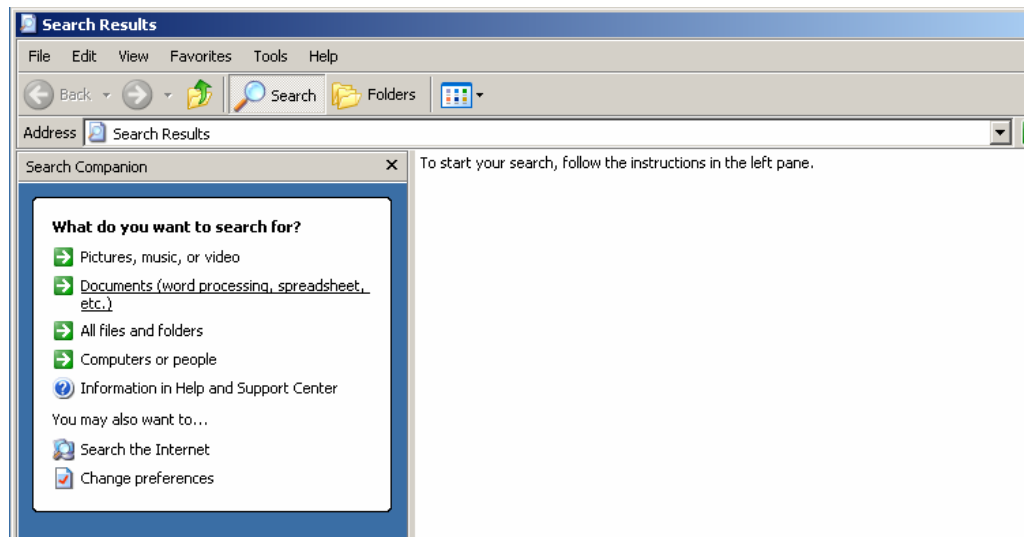 Search Results
File Edit View Favorites Tools Help
Back Search Folders
Address Search Results
Search Companion
To start your search, follow the instructions in the left pane.
What do you want to search for?
Pictures, music, or video
Documents (word processing, spreadsheet,
etc.)
All files and folders
Computers or people
Information in Help and Support Center
You may also want to...
Search the Internet
Change preferences